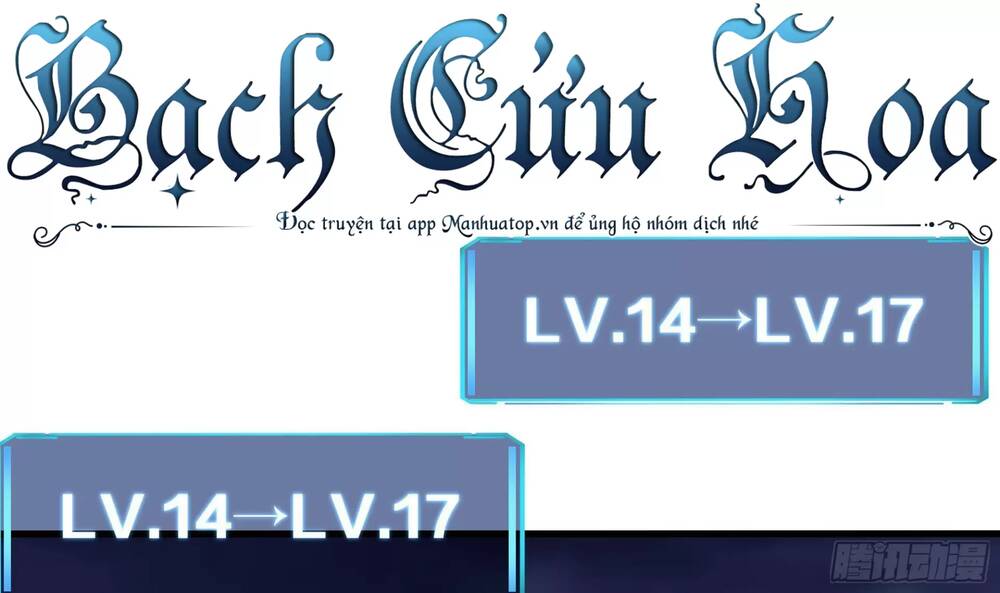 Bạch Cửu Hoa
Đọc truyện tại app Manhuatop.vn để ủng hộ nhóm dịch nhé
LV.14→LV.17
LV.14→LV.17
腾讯动漫